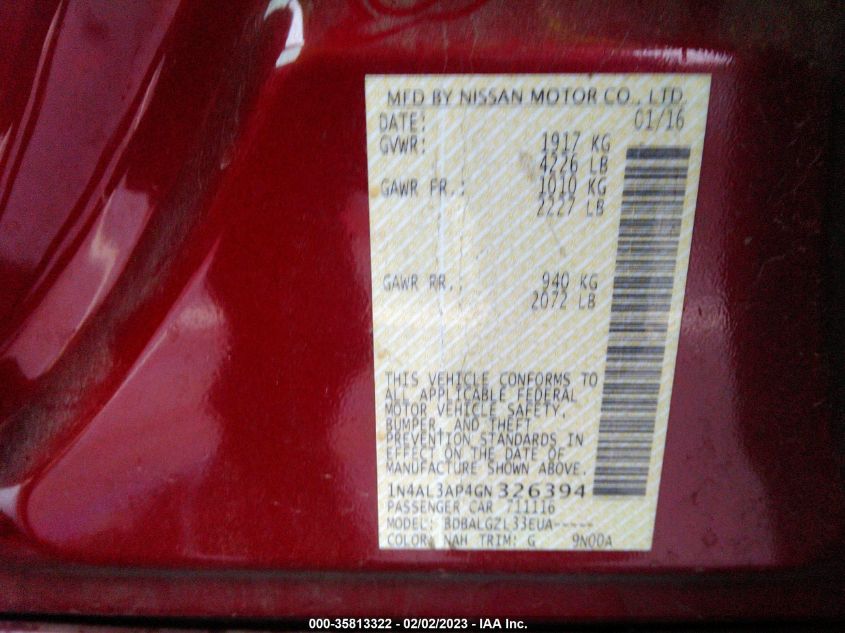 MFD BY NISSAN MOTOR CO., LTD.
DATE: 01/16
GVWR: 1917 KG
4226 LB
GAWR FR.: 1010 KG
2227 LB
GAWR RR.: 940 KG
2072 LB
THIS VEHICLE CONFORMS TO
ALL APPLICABLE FEDERAL
MOTOR VEHICLE SAFETY,
BUMPER, AND THEFT
PREVENTION STANDARDS IN
EFFECT ON THE DATE OF
MANUFACTURE SHOWN ABOVE.
1N4AL3AP4GN326394
PASSENGER CAR 711116
MODEL: BDBALGZL33EUA-----
COLOR: NAH TRIM: G 9N00A
000-35813322 - 02/02/2023 - IAA Inc.